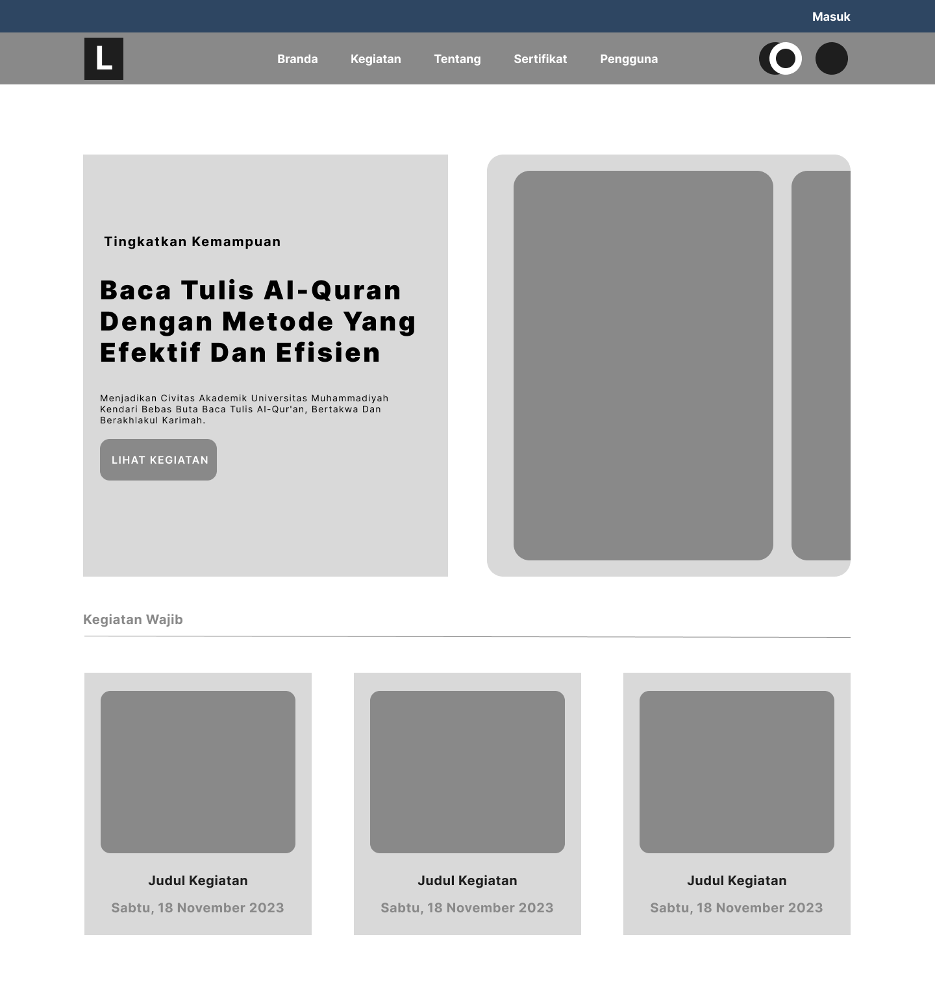 Masuk
L
Branda Kegiatan Tentang Sertifikat Pengguna
Tingkatkan Kemampuan
Baca Tulis Al-Quran
Dengan Metode Yang
Efektif Dan Efisien
Menjadikan Civitas Akademik Universitas Muhammadiyah
Kendari Bebas Buta Baca Tulis Al-Qur'an, Bertakwa Dan
Berakhlakul Karimah.
LIHAT KEGIATAN
Kegiatan Wajib
Judul Kegiatan
Sabtu, 18 November 2023
Judul Kegiatan
Sabtu, 18 November 2023
Judul Kegiatan
Sabtu, 18 November 2023